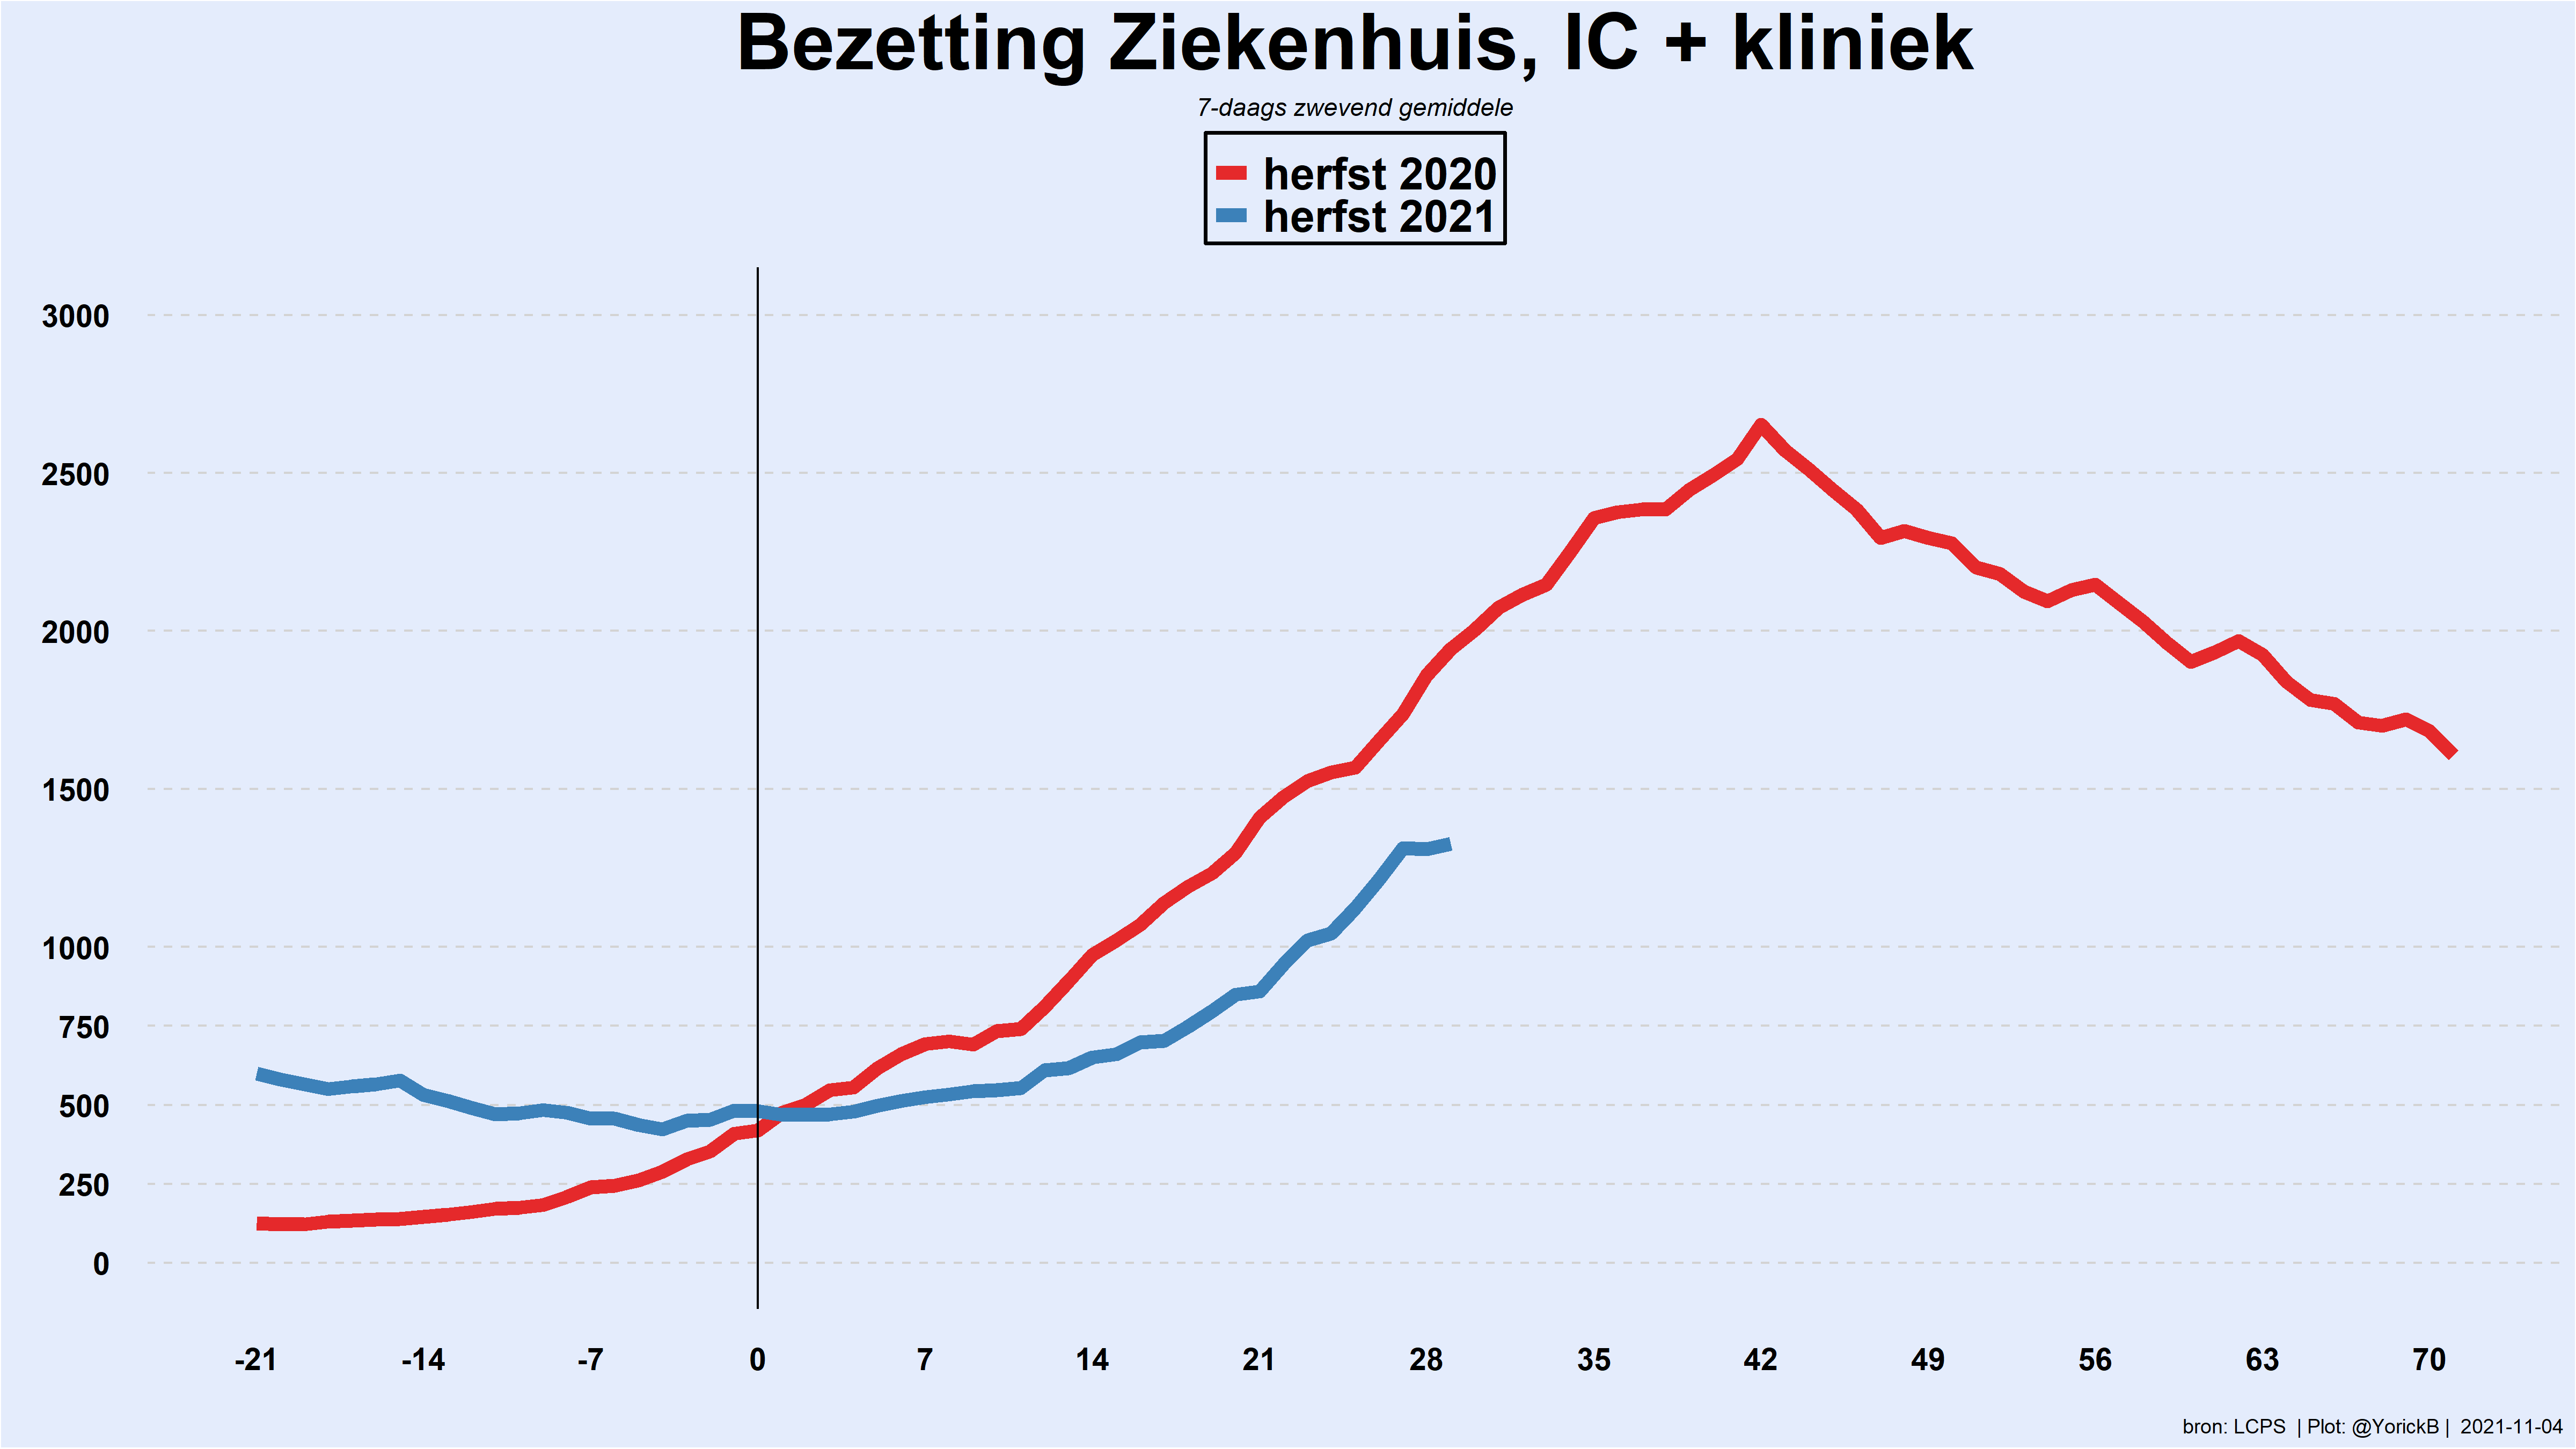 Bezetting Ziekenhuis, IC + kliniek
7-daags zwevend gemiddele
herfst 2020
herfst 2021
3000
2500
2000
1500
1000
750
500
250
0
-21 -14 -7 0 7 14 21 28 35 42 49 56 63 70
bron: LCPS | Plot: @YorickB | 2021-11-04